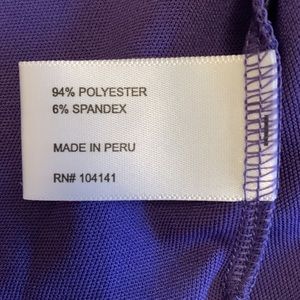 94% POLYESTER
6% SPANDEX
MADE IN PERU
RN# 104141